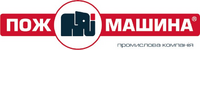 ПОЖ МАШИНА®
промислова компанія